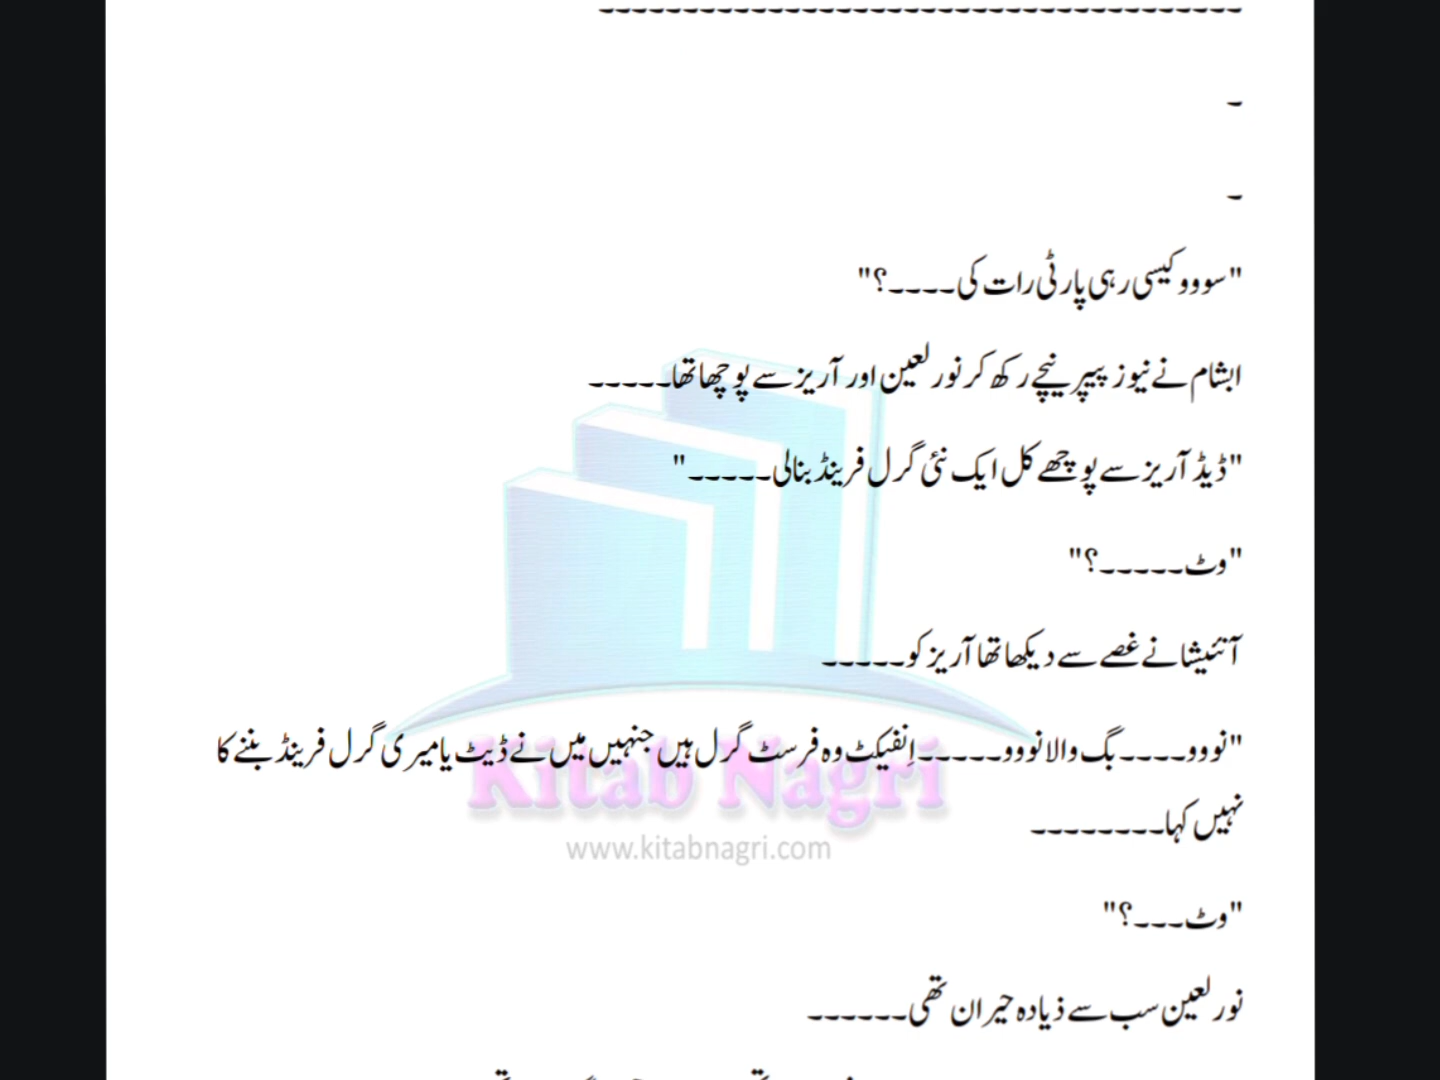 -------------------------------------
-
-
"سووو کیسی رہی پارٹی رات کی۔۔۔۔؟"
ابشام نے نیوز پیپر نیچے رکھ کر نور لعین اور آریز سے پوچھا تھا۔۔۔۔۔
"ڈیڈ آریز سے پوچھے کل ایک نئی گرل فرینڈ بنالی۔۔۔۔۔"
"وٹ۔۔۔۔۔؟"
آنئیشا نے غصے سے دیکھا تھا آریز کو۔۔۔۔۔
"نووو۔۔۔۔بگ والا نووو۔۔۔۔۔اِنفیکٹ وہ فرسٹ گرل ہیں جنہیں میں نے ڈیٹ یا میری گرل فرینڈ بننے کا
نہیں کہا۔۔۔۔۔۔۔۔
"وٹ۔۔۔؟"
نور لعین سب سے ذیادہ حیران تھی۔۔۔۔۔۔
Kitab Nagri
www.kitabnagri.com